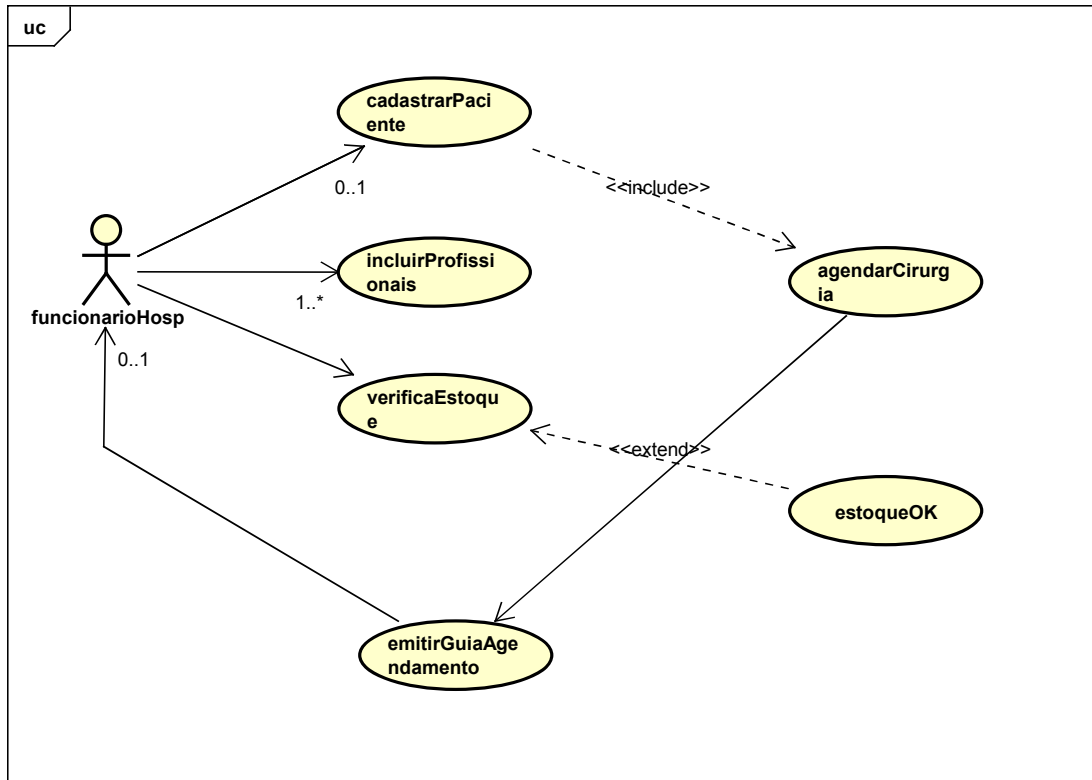 uc
cadastrarPaci
ente
<<include>>
0..1
incluirProfissi
onais
agendarCirurg
ia
1..*
funcionarioHosp
0..1
verificaEstoqu
e
<<extend>>
estoqueOK
emitirGuiaAge
ndamento